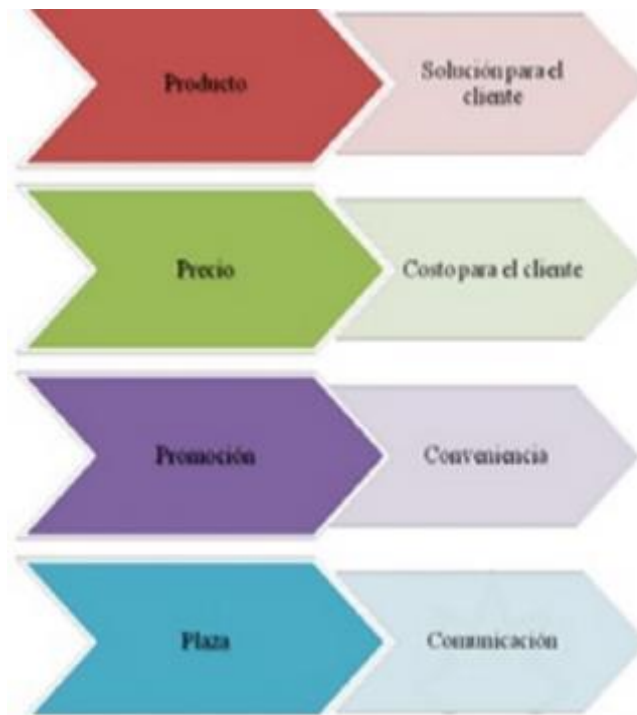 Producto
Solución para el
cliente
Precio
Costo para el cliente
Promoción
Conveniencia
Plaza
Comunicación